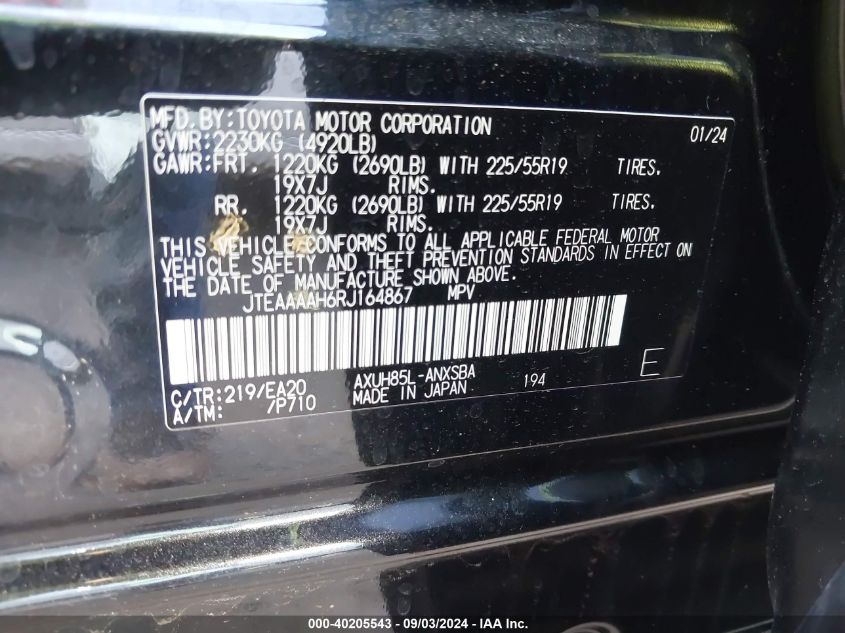 MFD. BY: TOYOTA MOTOR CORPORATION 01/24
GVWR: 2230KG (4920LB)
GAWR: FRT. 1220KG (2690LB) WITH 225/55R19 TIRES.
19X7J RIMS.
RR. 1220KG (2690LB) WITH 225/55R19 TIRES.
19X7J RIMS.
THIS VEHICLE CONFORMS TO ALL APPLICABLE FEDERAL MOTOR
VEHICLE SAFETY AND THEFT PREVENTION STANDARDS IN EFFECT ON
THE DATE OF MANUFACTURE SHOWN ABOVE.
JTEAAAAH6RJ164867 MPV
C/TR: 219/EA20 AXUH85L-ANXSBA 194 E
A/TM: /P710 MADE IN JAPAN
000-40205543 - 09/03/2024 - IAA Inc.